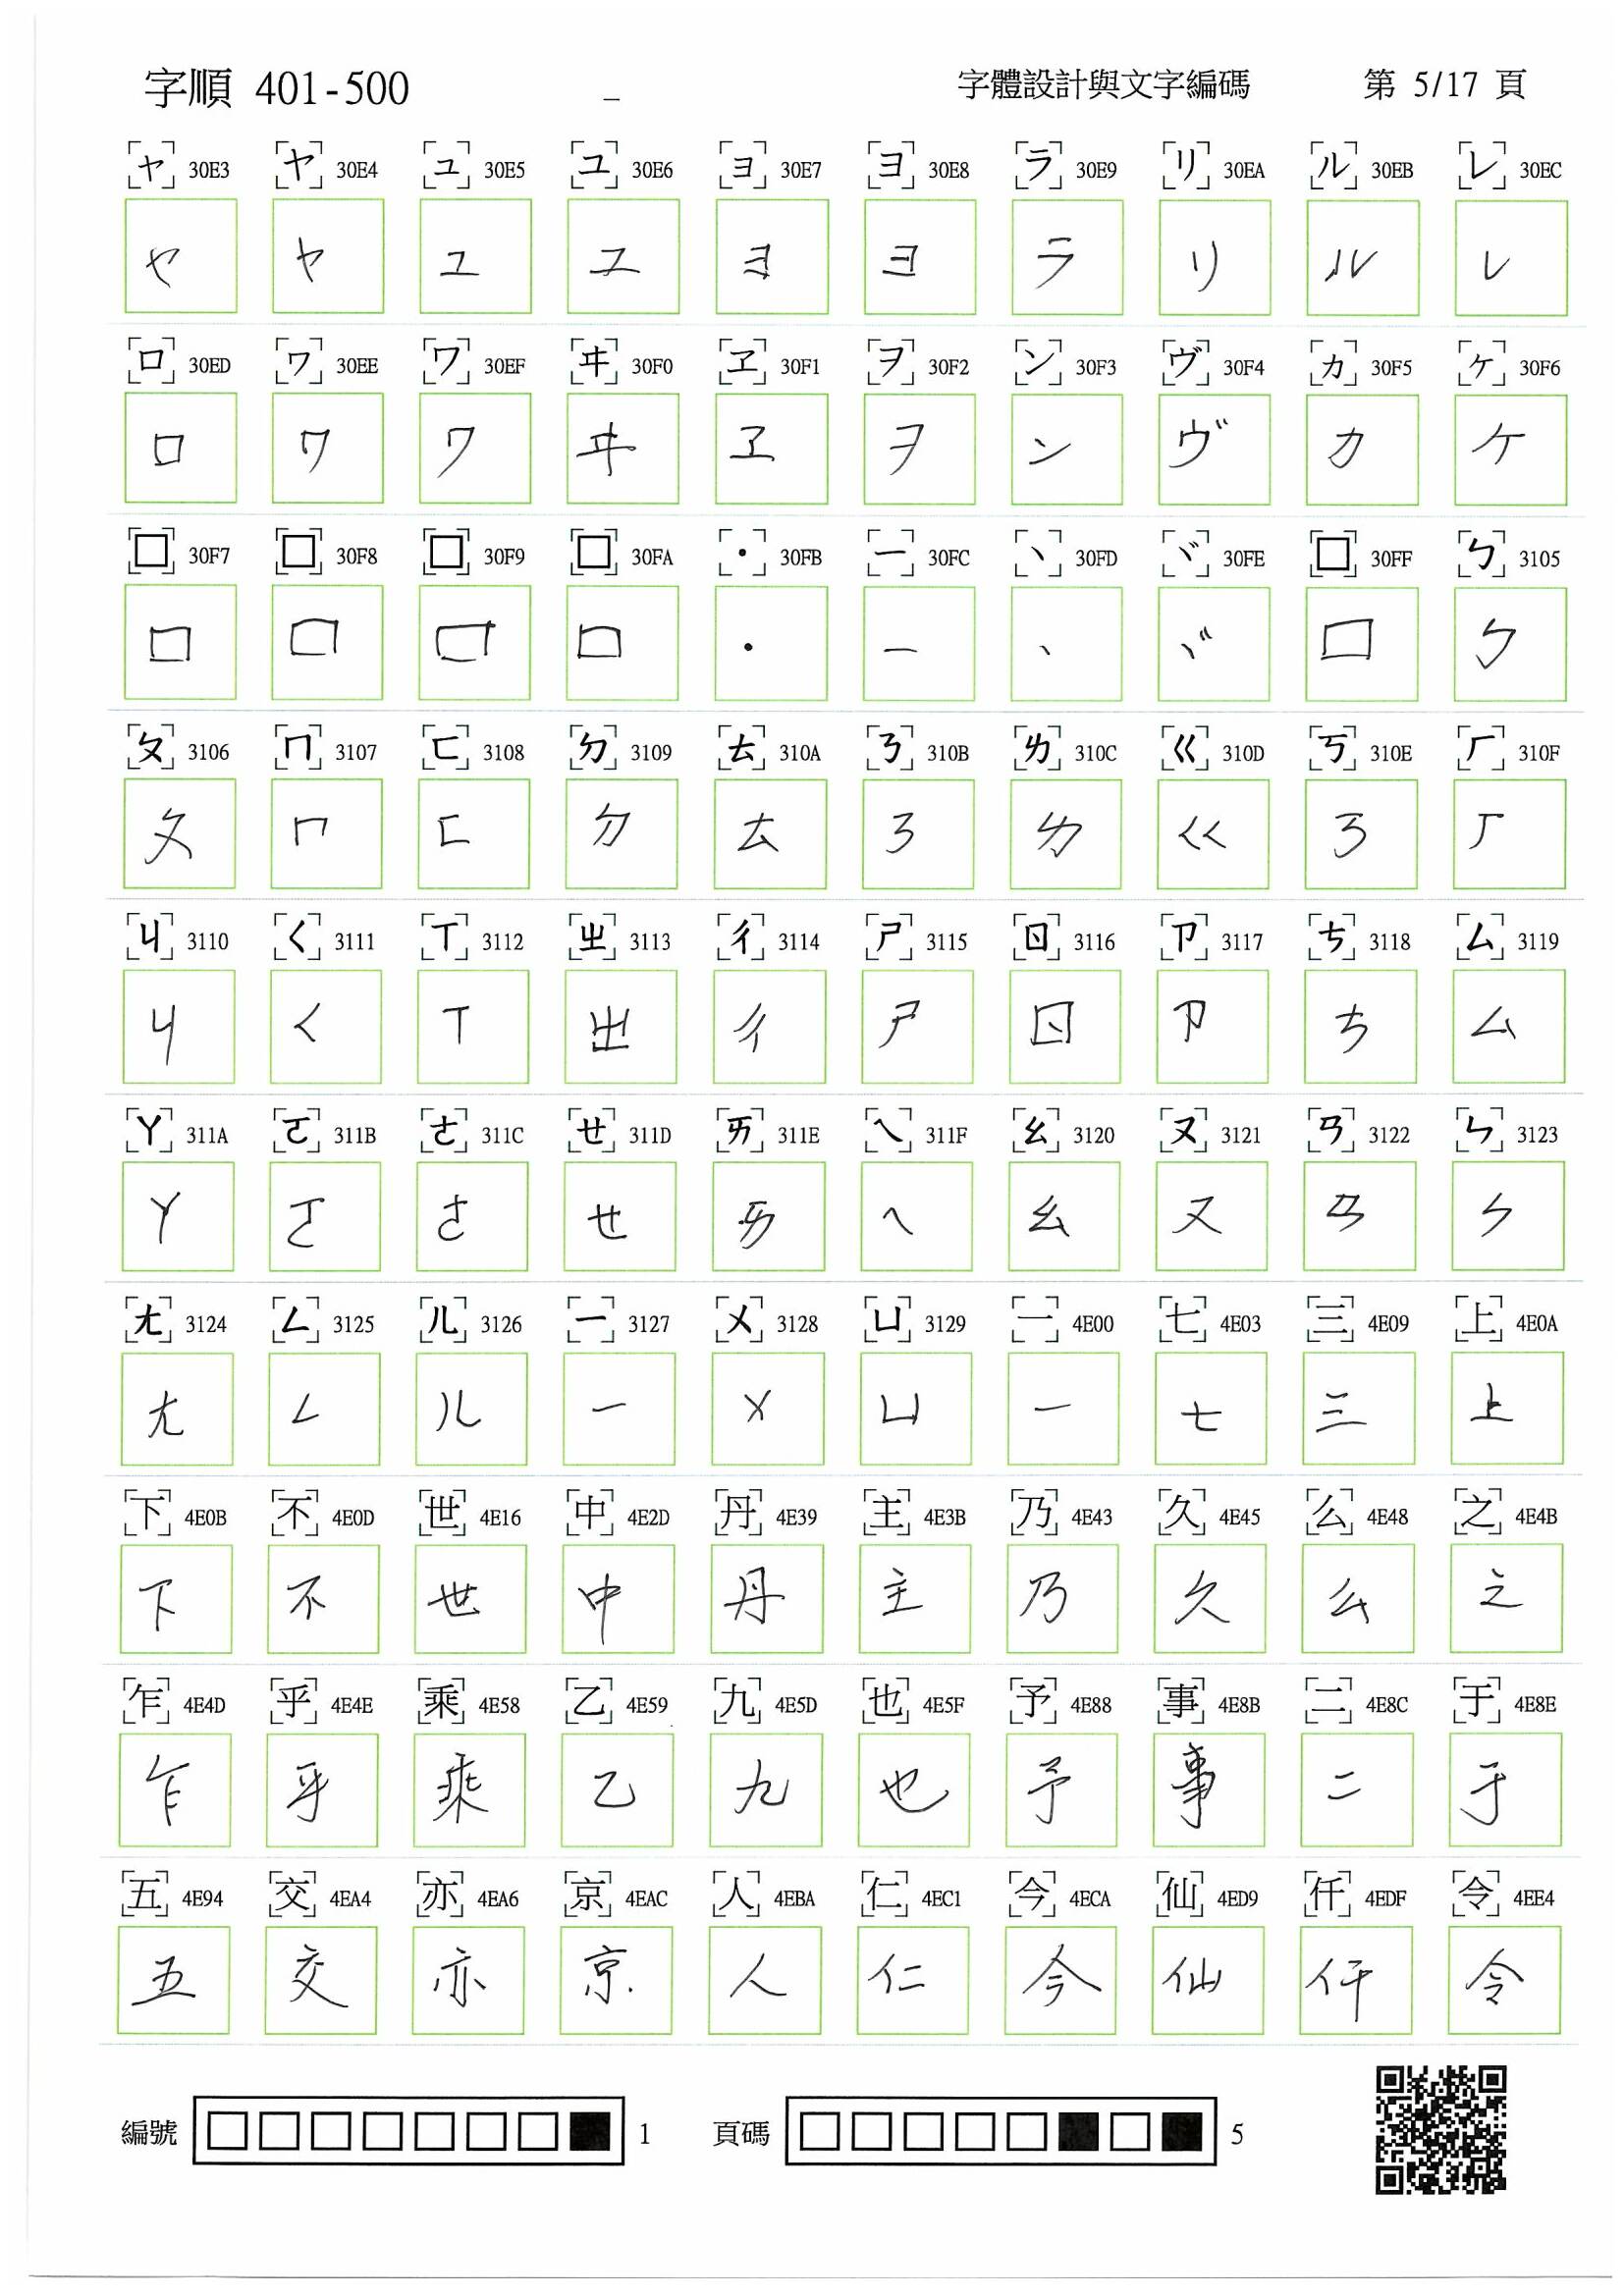 字順 401-500 _ 字體設計與文字編碼 第 5/17 頁
ャ 30E3 ヤ 30E4 ュ 30E5 ユ 30E6 ョ 30E7 ヨ 30E8 ラ 30E9 リ 30EA ル 30EB レ 30EC
ヤ ヤ ユ ユ ヨ ヨ ラ リ ル レ
ロ 30ED ヮ 30EE ワ 30EF ヰ 30F0 ヱ 30F1 ヲ 30F2 ン 30F3 ヴ 30F4 ヵ 30F5 ヶ 30F6
ロ ワ ワ ヰ ヱ ヲ ン ヴ カ ケ
□ 30F7 □ 30F8 □ 30F9 □ 30FA ・ 30FB ー 30FC ヽ 30FD ヾ 30FE □ 30FF ㄅ 3105
□ □ □ □ ・ ー ヽ ヾ □ ㄅ
ㄆ 3106 ㄇ 3107 ㄈ 3108 ㄉ 3109 ㄊ 310A ㄋ 310B ㄌ 310C ㄍ 310D ㄎ 310E ㄏ 310F
ㄆ ㄇ ㄈ ㄉ ㄊ ㄋ ㄌ ㄍ ㄎ ㄏ
ㄐ 3110 ㄑ 3111 ㄒ 3112 ㄓ 3113 ㄔ 3114 ㄕ 3115 ㄖ 3116 ㄗ 3117 ㄘ 3118 ㄙ 3119
ㄐ ㄑ ㄒ ㄓ ㄔ ㄕ ㄖ ㄗ ㄘ ㄙ
ㄚ 311A ㄛ 311B ㄜ 311C ㄝ 311D ㄞ 311E ㄟ 311F ㄠ 3120 ㄡ 3121 ㄢ 3122 ㄣ 3123
ㄚ ㄛ ㄜ ㄝ ㄞ ㄟ ㄠ ㄡ ㄢ ㄣ
ㄤ 3124 ㄥ 3125 ㄦ 3126 ㄧ 3127 ㄨ 3128 ㄩ 3129 一 4E00 七 4E03 三 4E09 上 4E0A
ㄤ ㄥ ㄦ ㄧ ㄨ ㄩ 一 七 三 上
下 4E0B 不 4E0D 世 4E16 中 4E2D 丹 4E39 主 4E3B 乃 4E43 久 4E45 么 4E48 之 4E4B
下 不 世 中 丹 主 乃 久 么 之
乍 4E4D 乎 4E4E 乘 4E58 乙 4E59 九 4E5D 也 4E5F 予 4E88 事 4E8B 二 4E8C 于 4E8E
乍 乎 乘 乙 九 也 予 事 二 于
五 4E94 交 4EA4 亦 4EA6 京 4EAC 人 4EBA 仁 4EC1 今 4ECA 仙 4ED9 仟 4EDF 令 4EE4
五 交 亦 京 人 仁 今 仙 仟 令
編號 1 頁碼 5